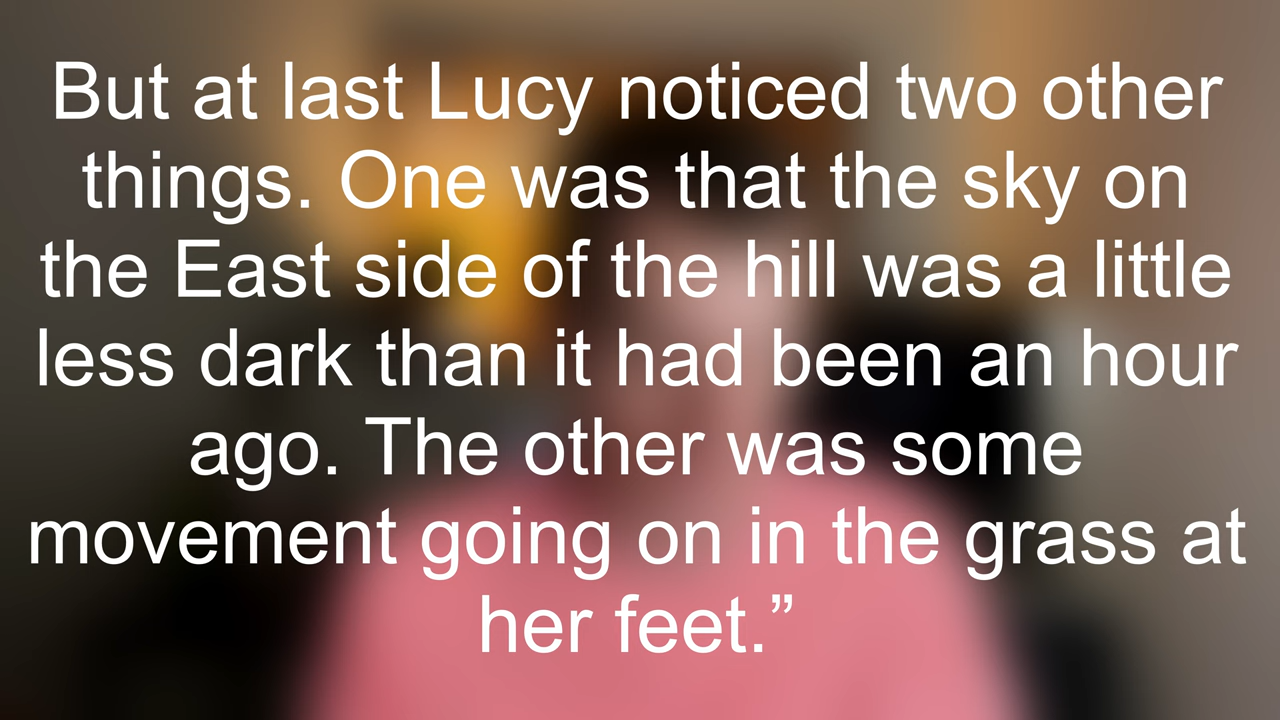 But at last Lucy noticed two other
things. One was that the sky on
the East side of the hill was a little
less dark than it had been an hour
ago. The other was some
movement going on in the grass at
her feet.”